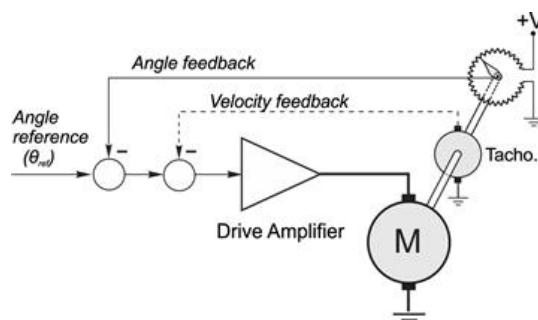 +V
Angle feedback
Velocity feedback
Angle
reference
(θref)
–
–
Tacho.
Drive Amplifier
M